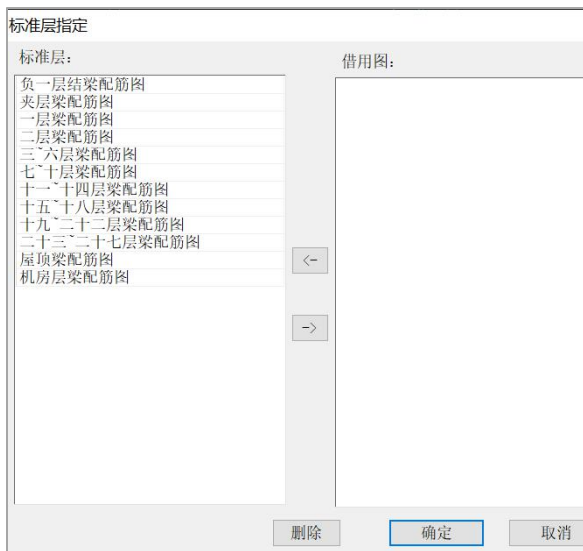 标准层指定
标准层：
借用图：
负一层结梁配筋图
夹层梁配筋图
一层梁配筋图
二层梁配筋图
三~六层梁配筋图
七~十层梁配筋图
十一~十四层梁配筋图
十五~十八层梁配筋图
十九~二十二层梁配筋图
二十三~二十七层梁配筋图
屋顶梁配筋图
机房层梁配筋图
<-
->
删除
确定
取消